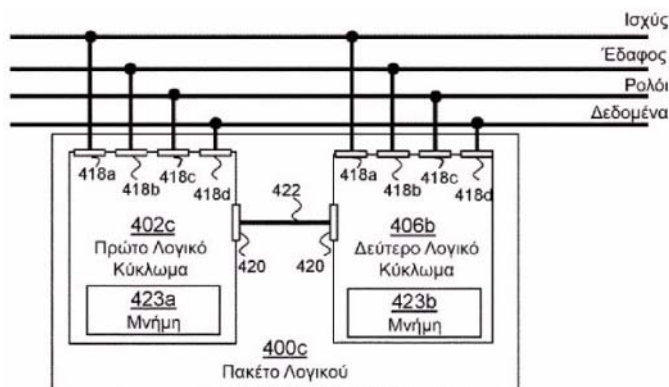 Ισχύς
Έδαφος
Ρολόι
Δεδομένα
418a 418b 418c 418d
418a 418b 418c 418d
402c
Πρώτο Λογικό
Κύκλωμα
422
420 420
406b
Δεύτερο Λογικό
Κύκλωμα
423a
Μνήμη
423b
Μνήμη
400c
Πακέτο Λογικού